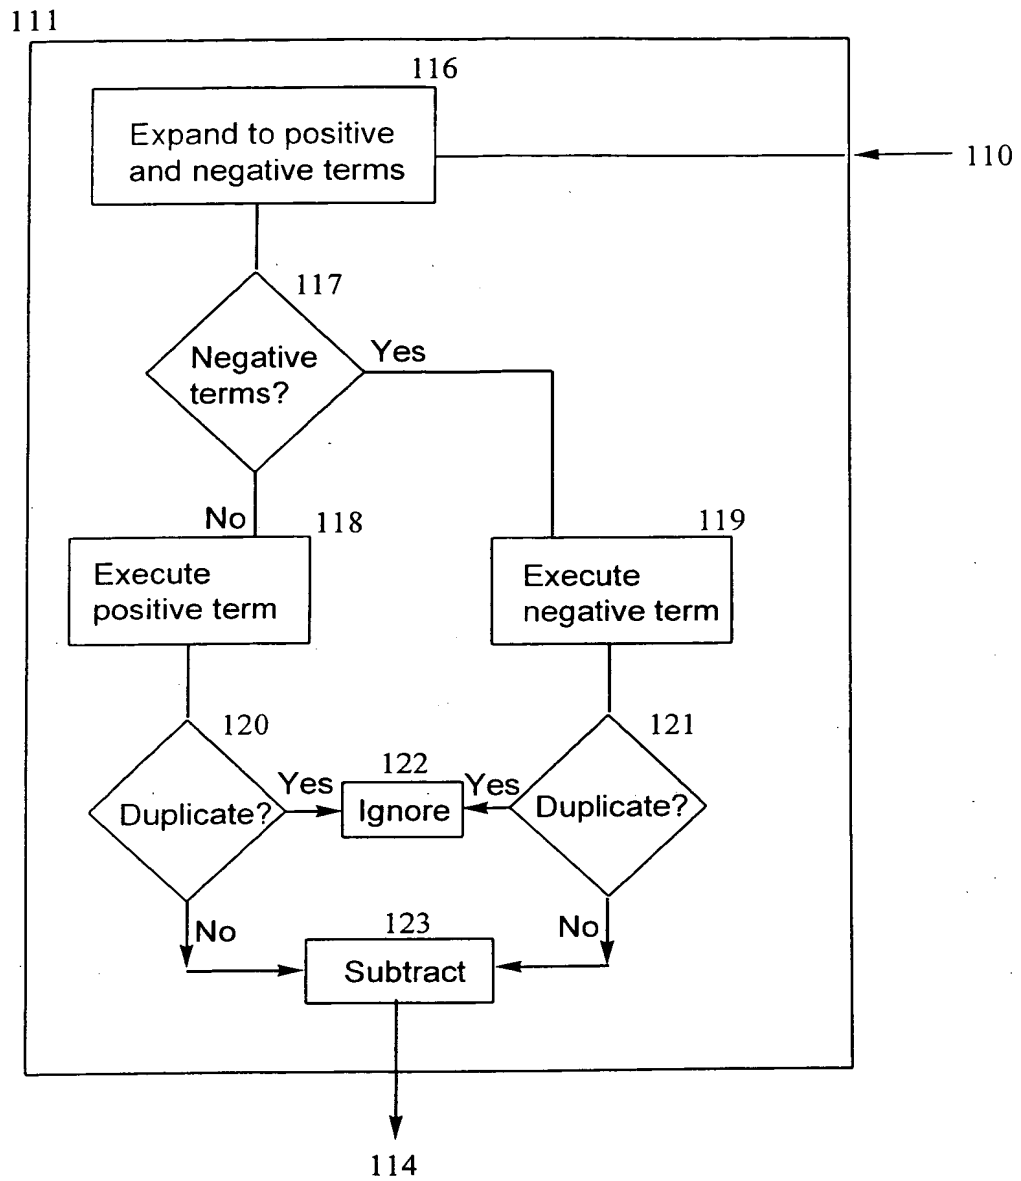 111
116
Expand to positive
and negative terms
110
117
Negative
terms?
Yes
No
118
119
Execute
positive term
Execute
negative term
120
121
Yes
122
Yes
Duplicate?
Ignore
Duplicate?
No
123
No
Subtract
114